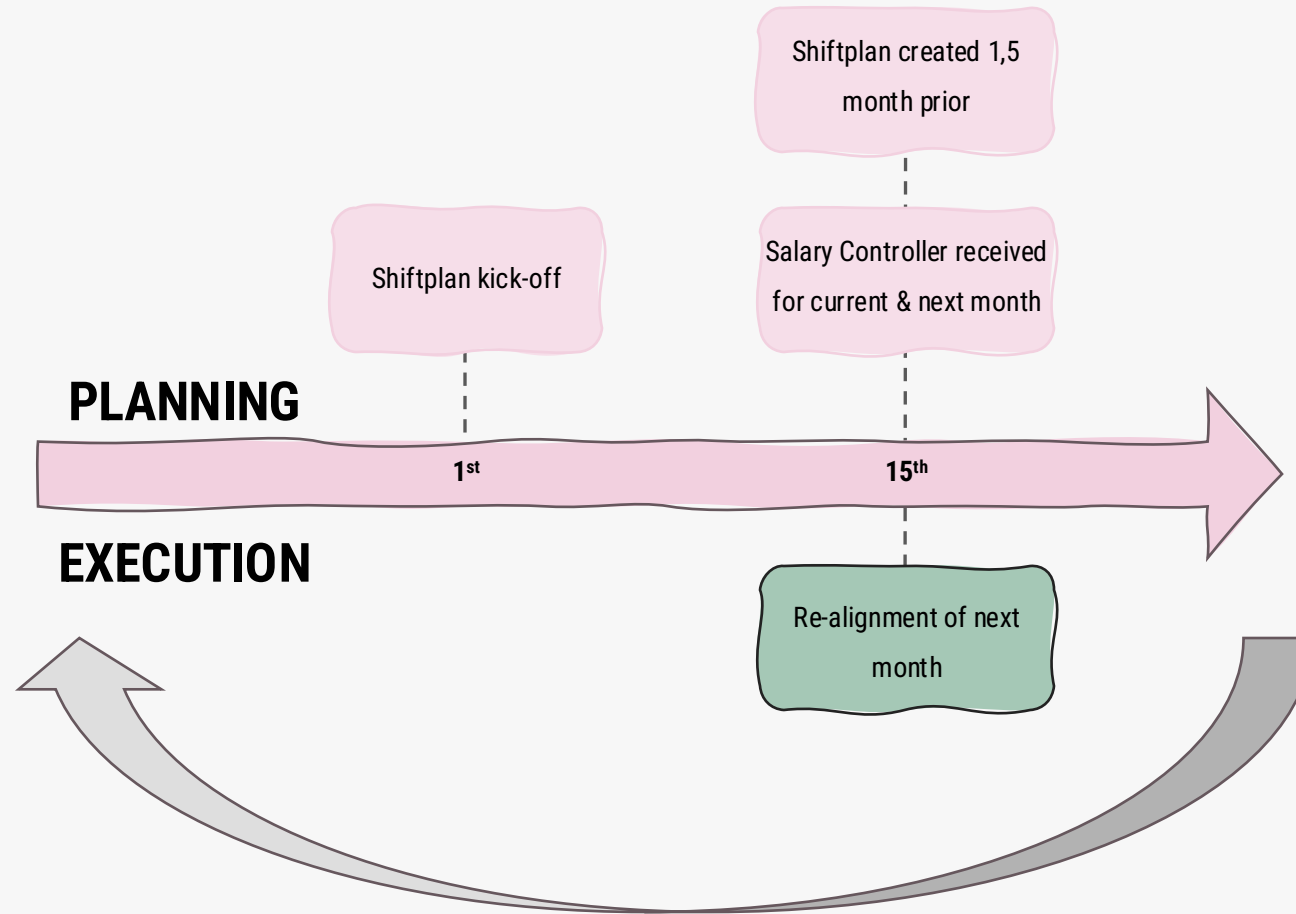 Shiftplan created 1,5
month prior
Shiftplan kick-off
Salary Controller received
for current & next month
PLANNING
1st
15th
EXECUTION
Re-alignment of next
month